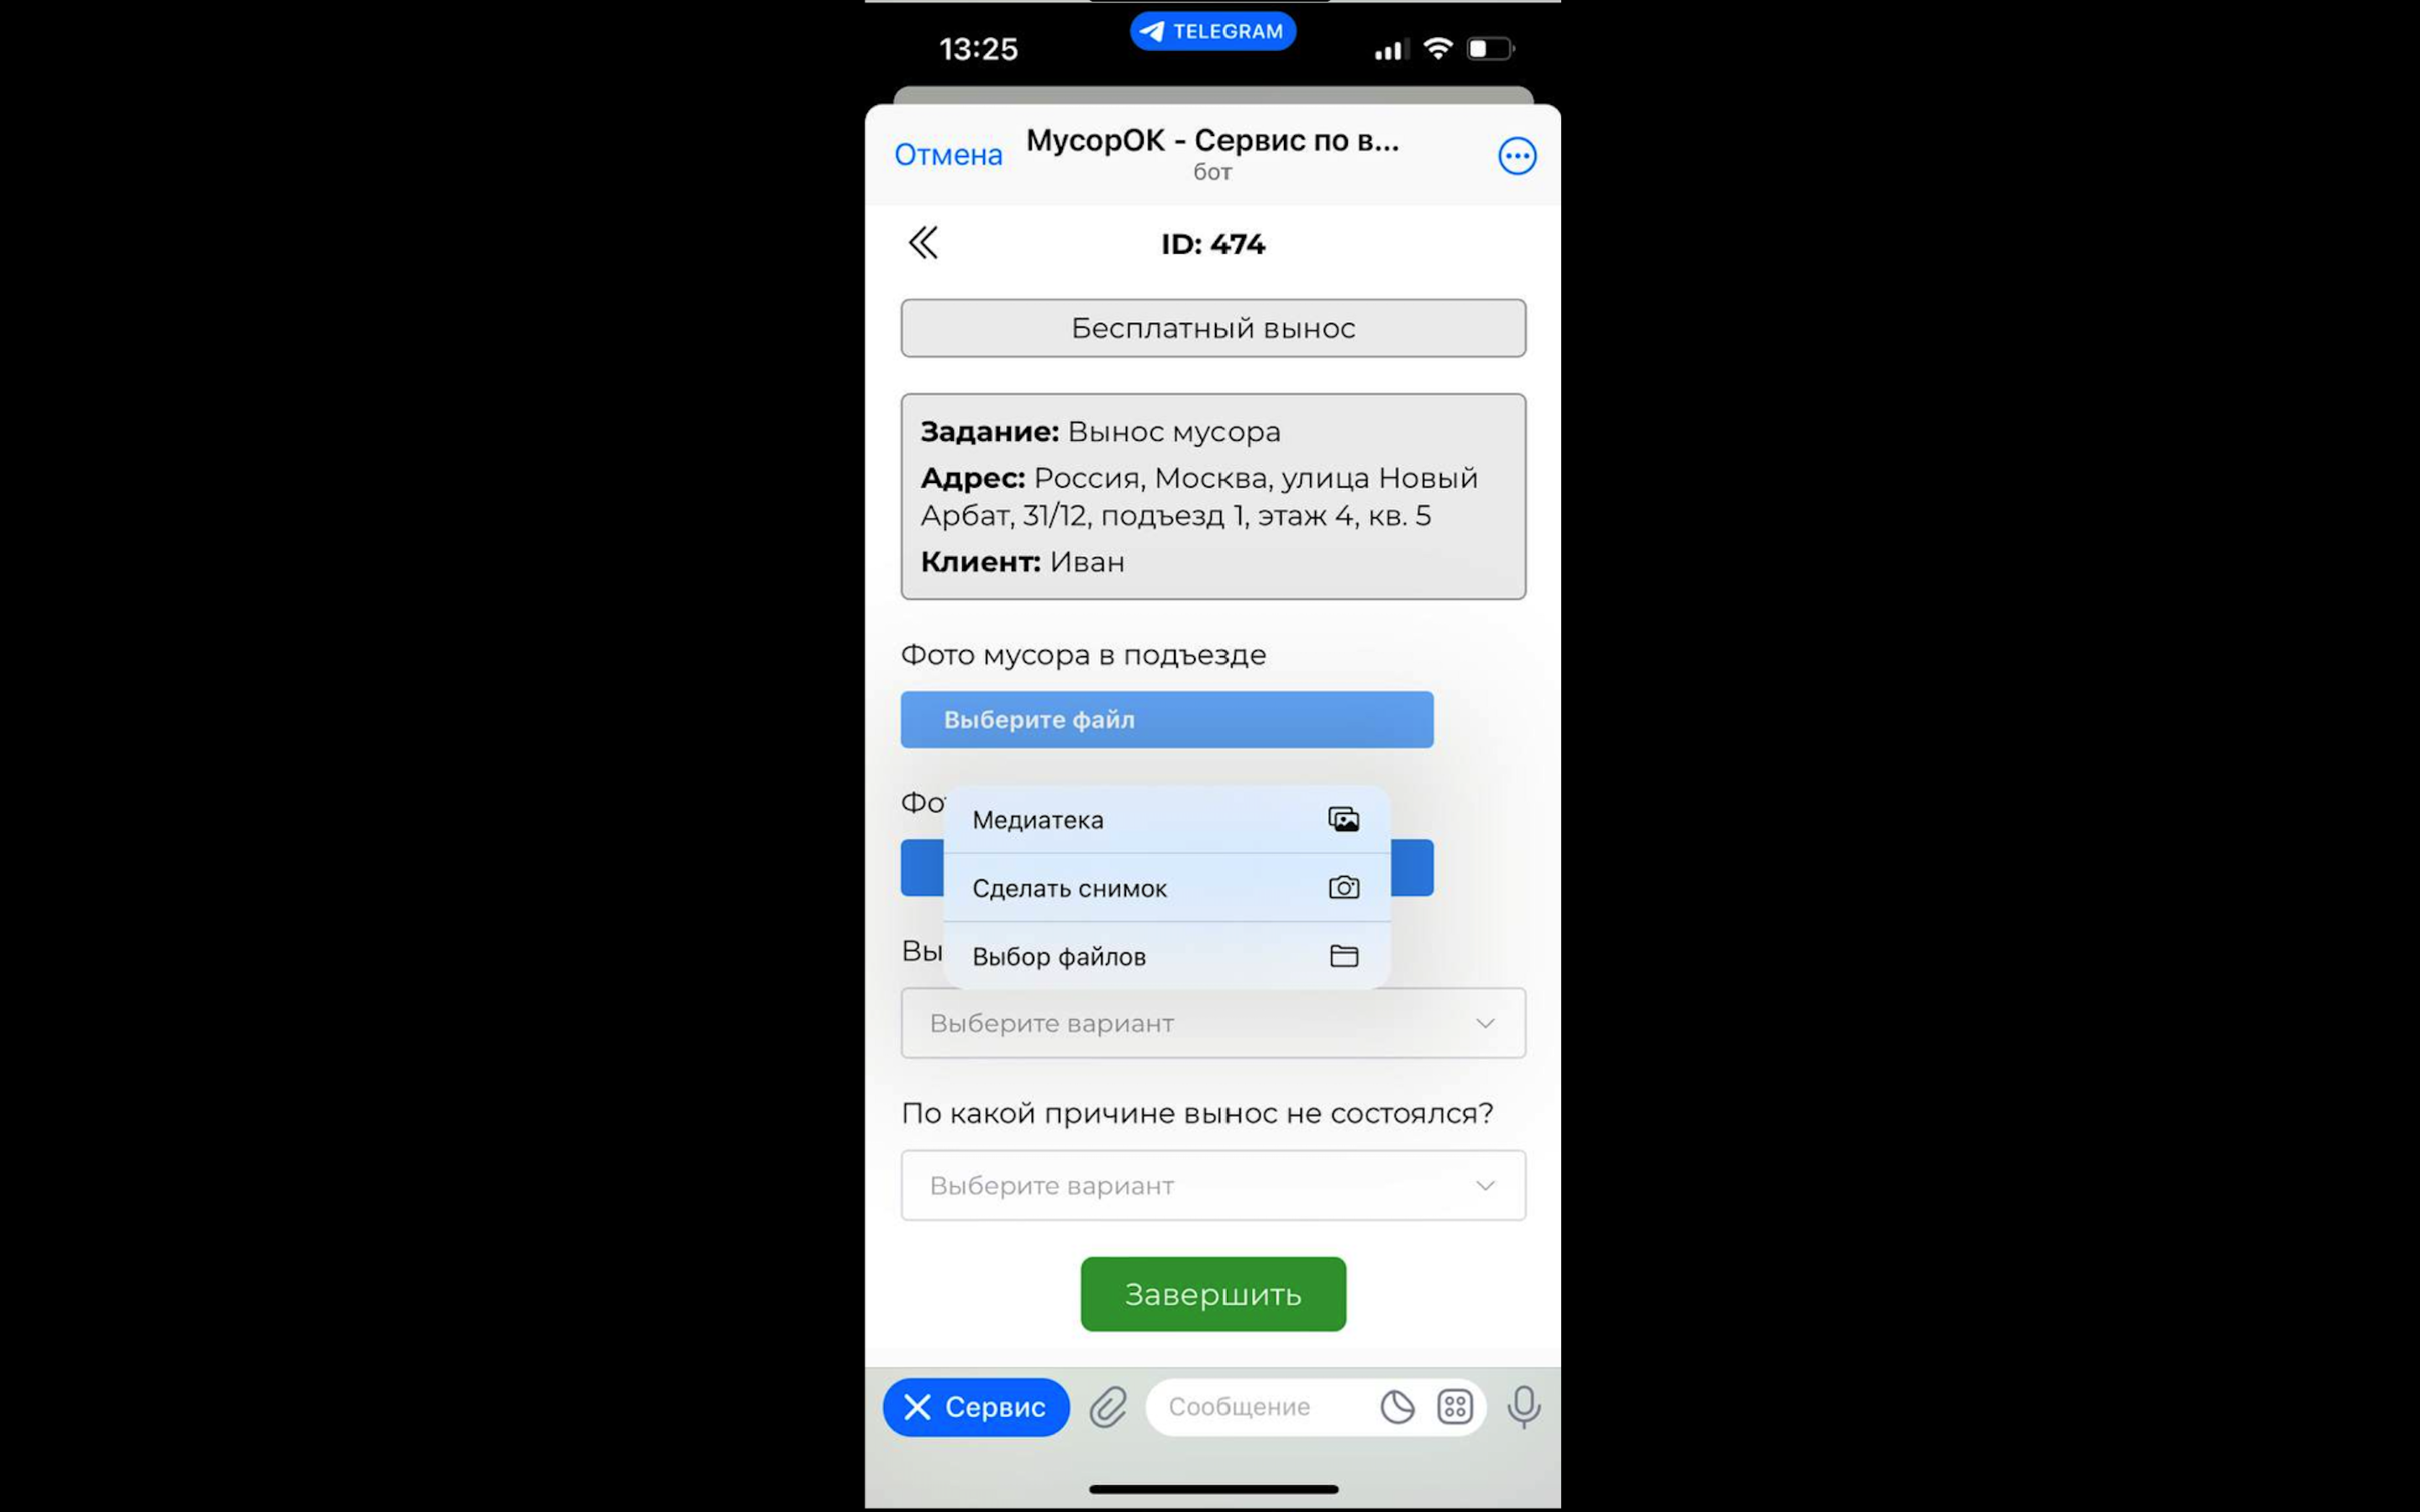 13:25
TELEGRAM
Отмена
МусорОК - Сервис по в...
бот
ID: 474
Бесплатный вынос
Задание: Вынос мусора
Адрес: Россия, Москва, улица Новый
Арбат, 31/12, подъезд 1, этаж 4, кв. 5
Клиент: Иван
Фото мусора в подъезде
Выберите файл
Медиатека
Сделать снимок
Выбор файлов
Выберите вариант
По какой причине вынос не состоялся?
Выберите вариант
Завершить
Сервис
Сообщение